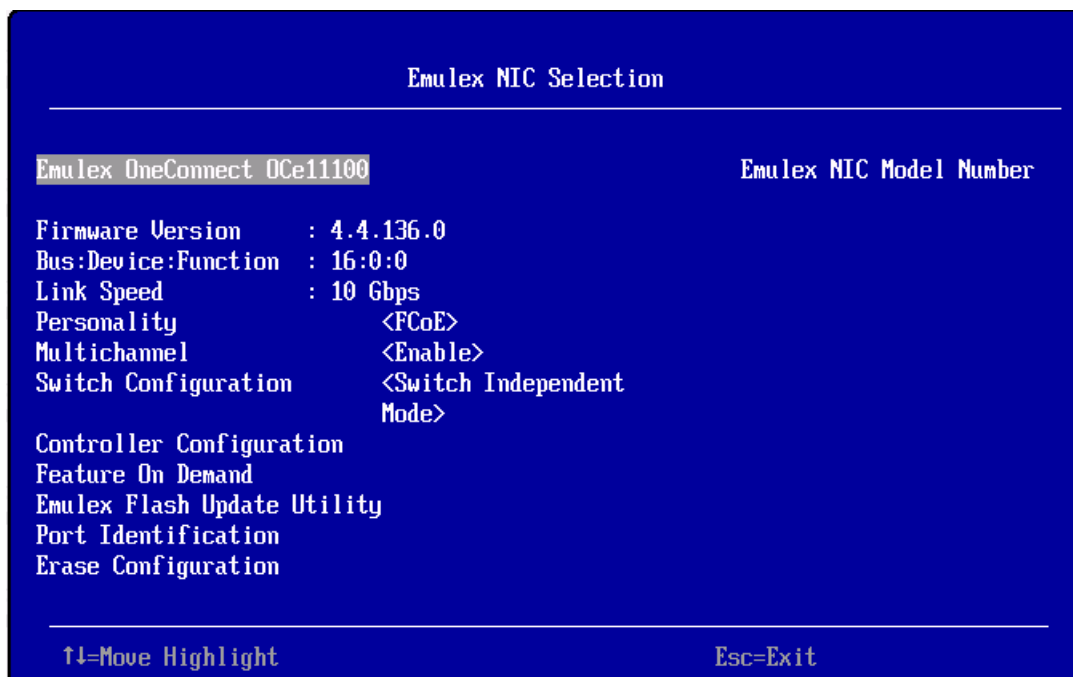 Emulex NIC Selection
Emulex OneConnect OCe11100 Emulex NIC Model Number
Firmware Version : 4.4.136.0
Bus:Device:Function : 16:0:0
Link Speed : 10 Gbps
Personality <FCoE>
Multichannel <Enable>
Switch Configuration <Switch Independent
Mode>
Controller Configuration
Feature On Demand
Emulex Flash Update Utility
Port Identification
Erase Configuration
↑↓=Move Highlight Esc=Exit